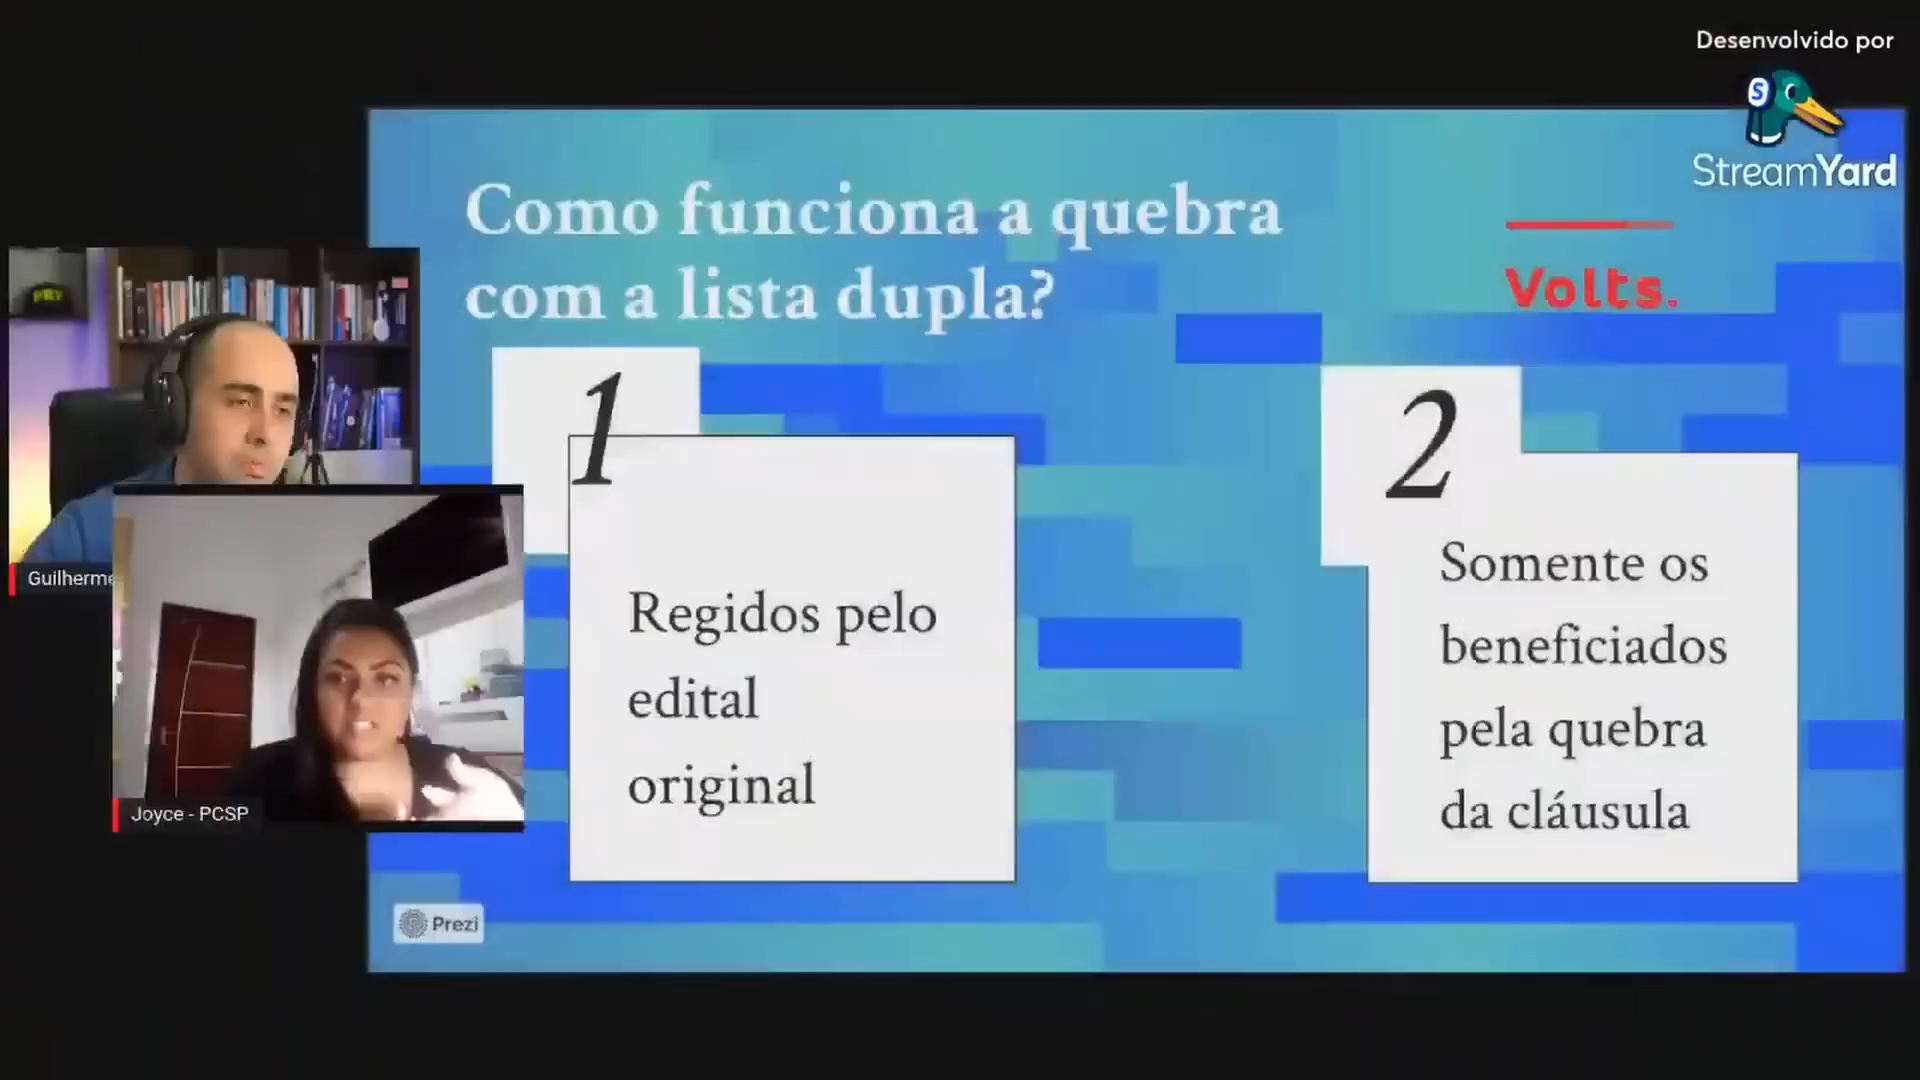 Desenvolvido por
StreamYard
Como funciona a quebra
com a lista dupla?
Volts.
1
Regidos pelo
edital
original
2
Somente os
beneficiados
pela quebra
da cláusula
Guilherme
Joyce - PCSP
Prezi